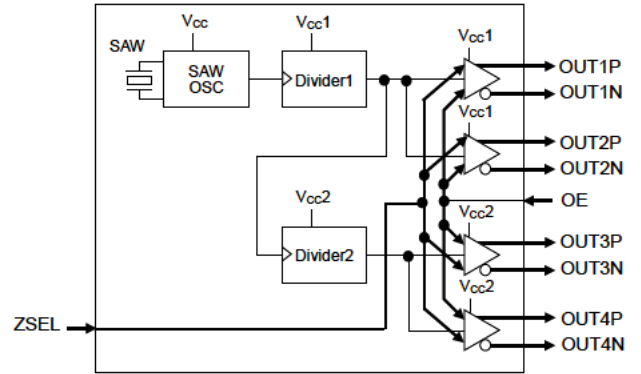 Vcc
Vcc1
Vcc1
SAW
SAW
OSC
Divider1
OUT1P
OUT1N
Vcc1
OUT2P
OUT2N
Vcc2
OE
Vcc2
Divider2
OUT3P
OUT3N
Vcc2
ZSEL
OUT4P
OUT4N